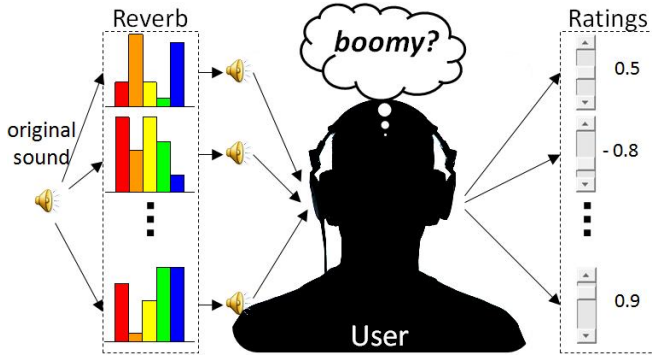 Reverb
Ratings
boomy?
original
sound
0.5
- 0.8
0.9
User